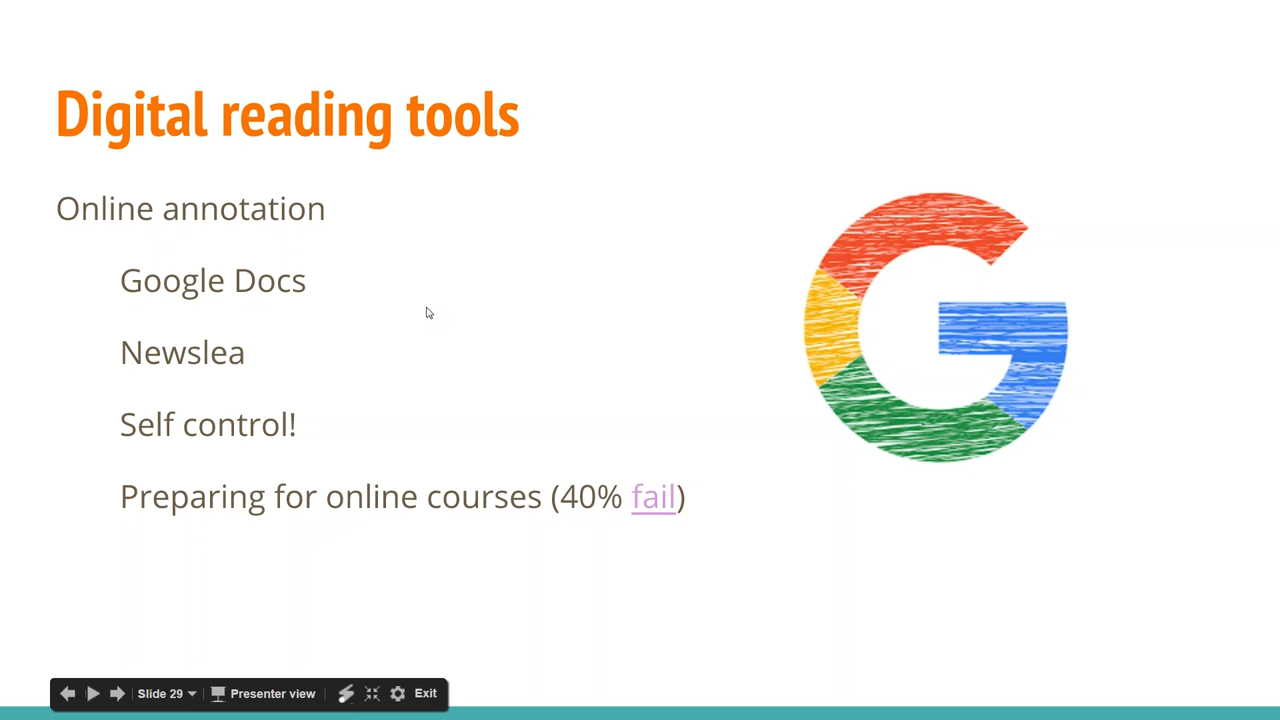 Digital reading tools
Online annotation
Google Docs
Newslea
Self control!
Preparing for online courses (40% fail)
Slide 29
Presenter view
Exit